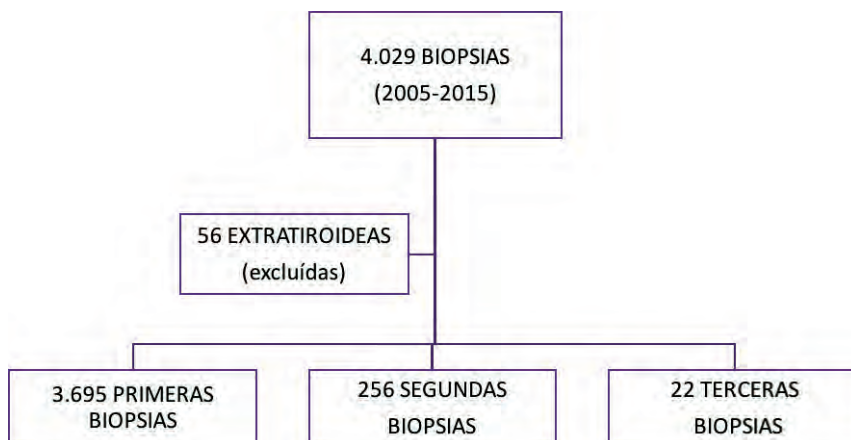 4.029 BIOPSIAS
(2005-2015)
56 EXTRATIROIDEAS
(excluídas)
3.695 PRIMERAS
BIOPSIAS
256 SEGUNDAS
BIOPSIAS
22 TERCERAS
BIOPSIAS